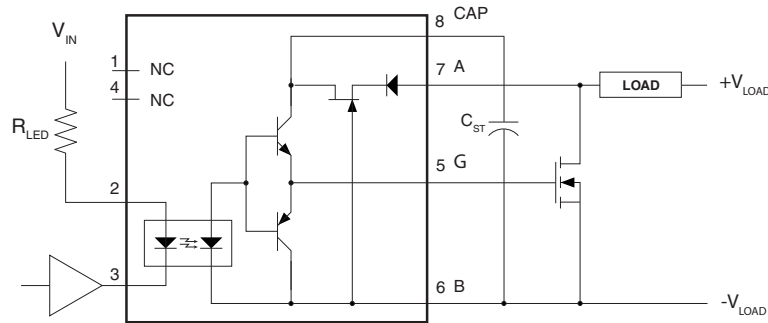 8 CAP
V_IN
1 NC
7 A
4 NC
LOAD
+V_LOAD
R_LED
C_ST
5 G
2
3
6 B
-V_LOAD